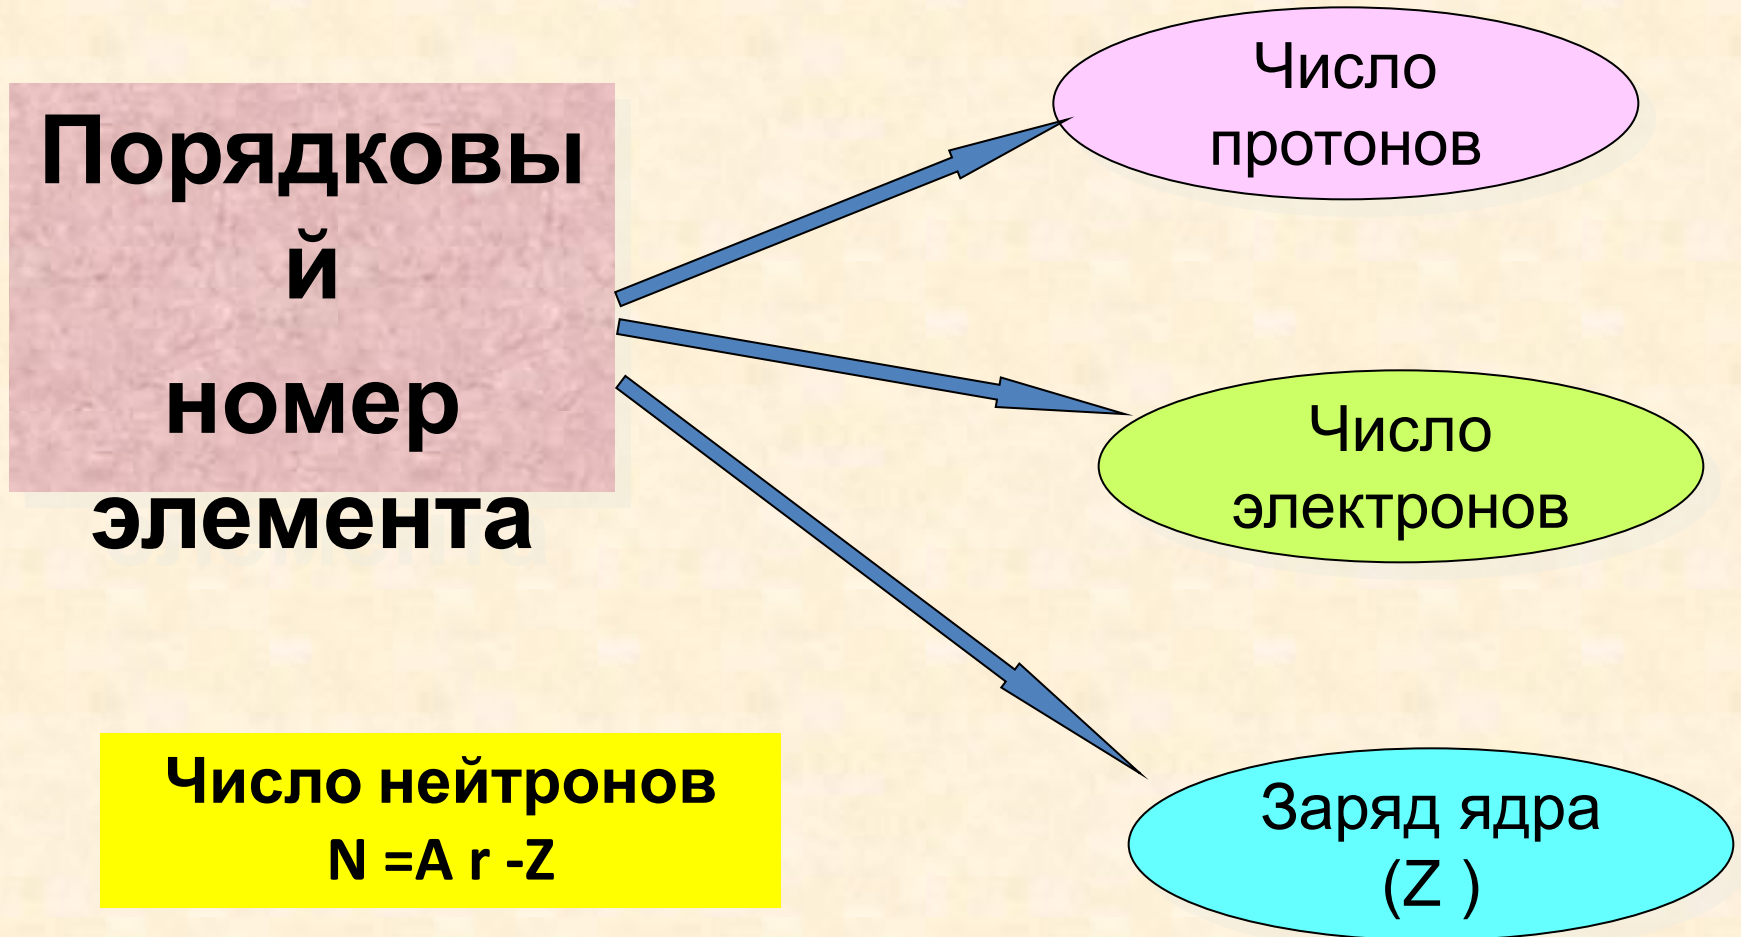 Порядковы
й
номер
элемента
Число
протонов
Число
электронов
Заряд ядра
(Z )
Число нейтронов
N =A r -Z